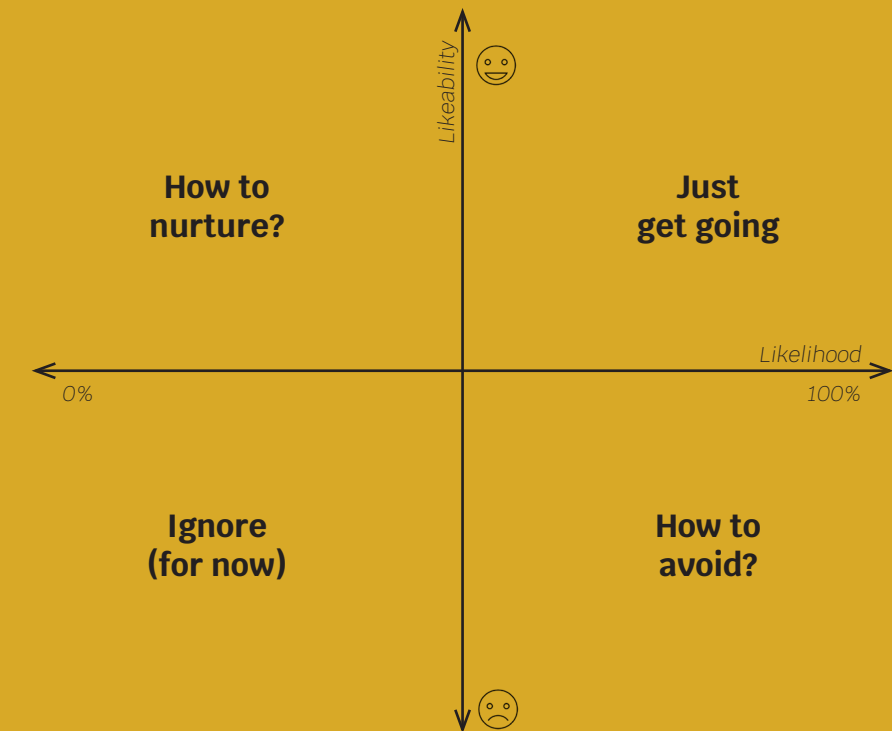 Likeability
How to
nurture?
Just
get going
Likelihood
0%
100%
Ignore
(for now)
How to
avoid?